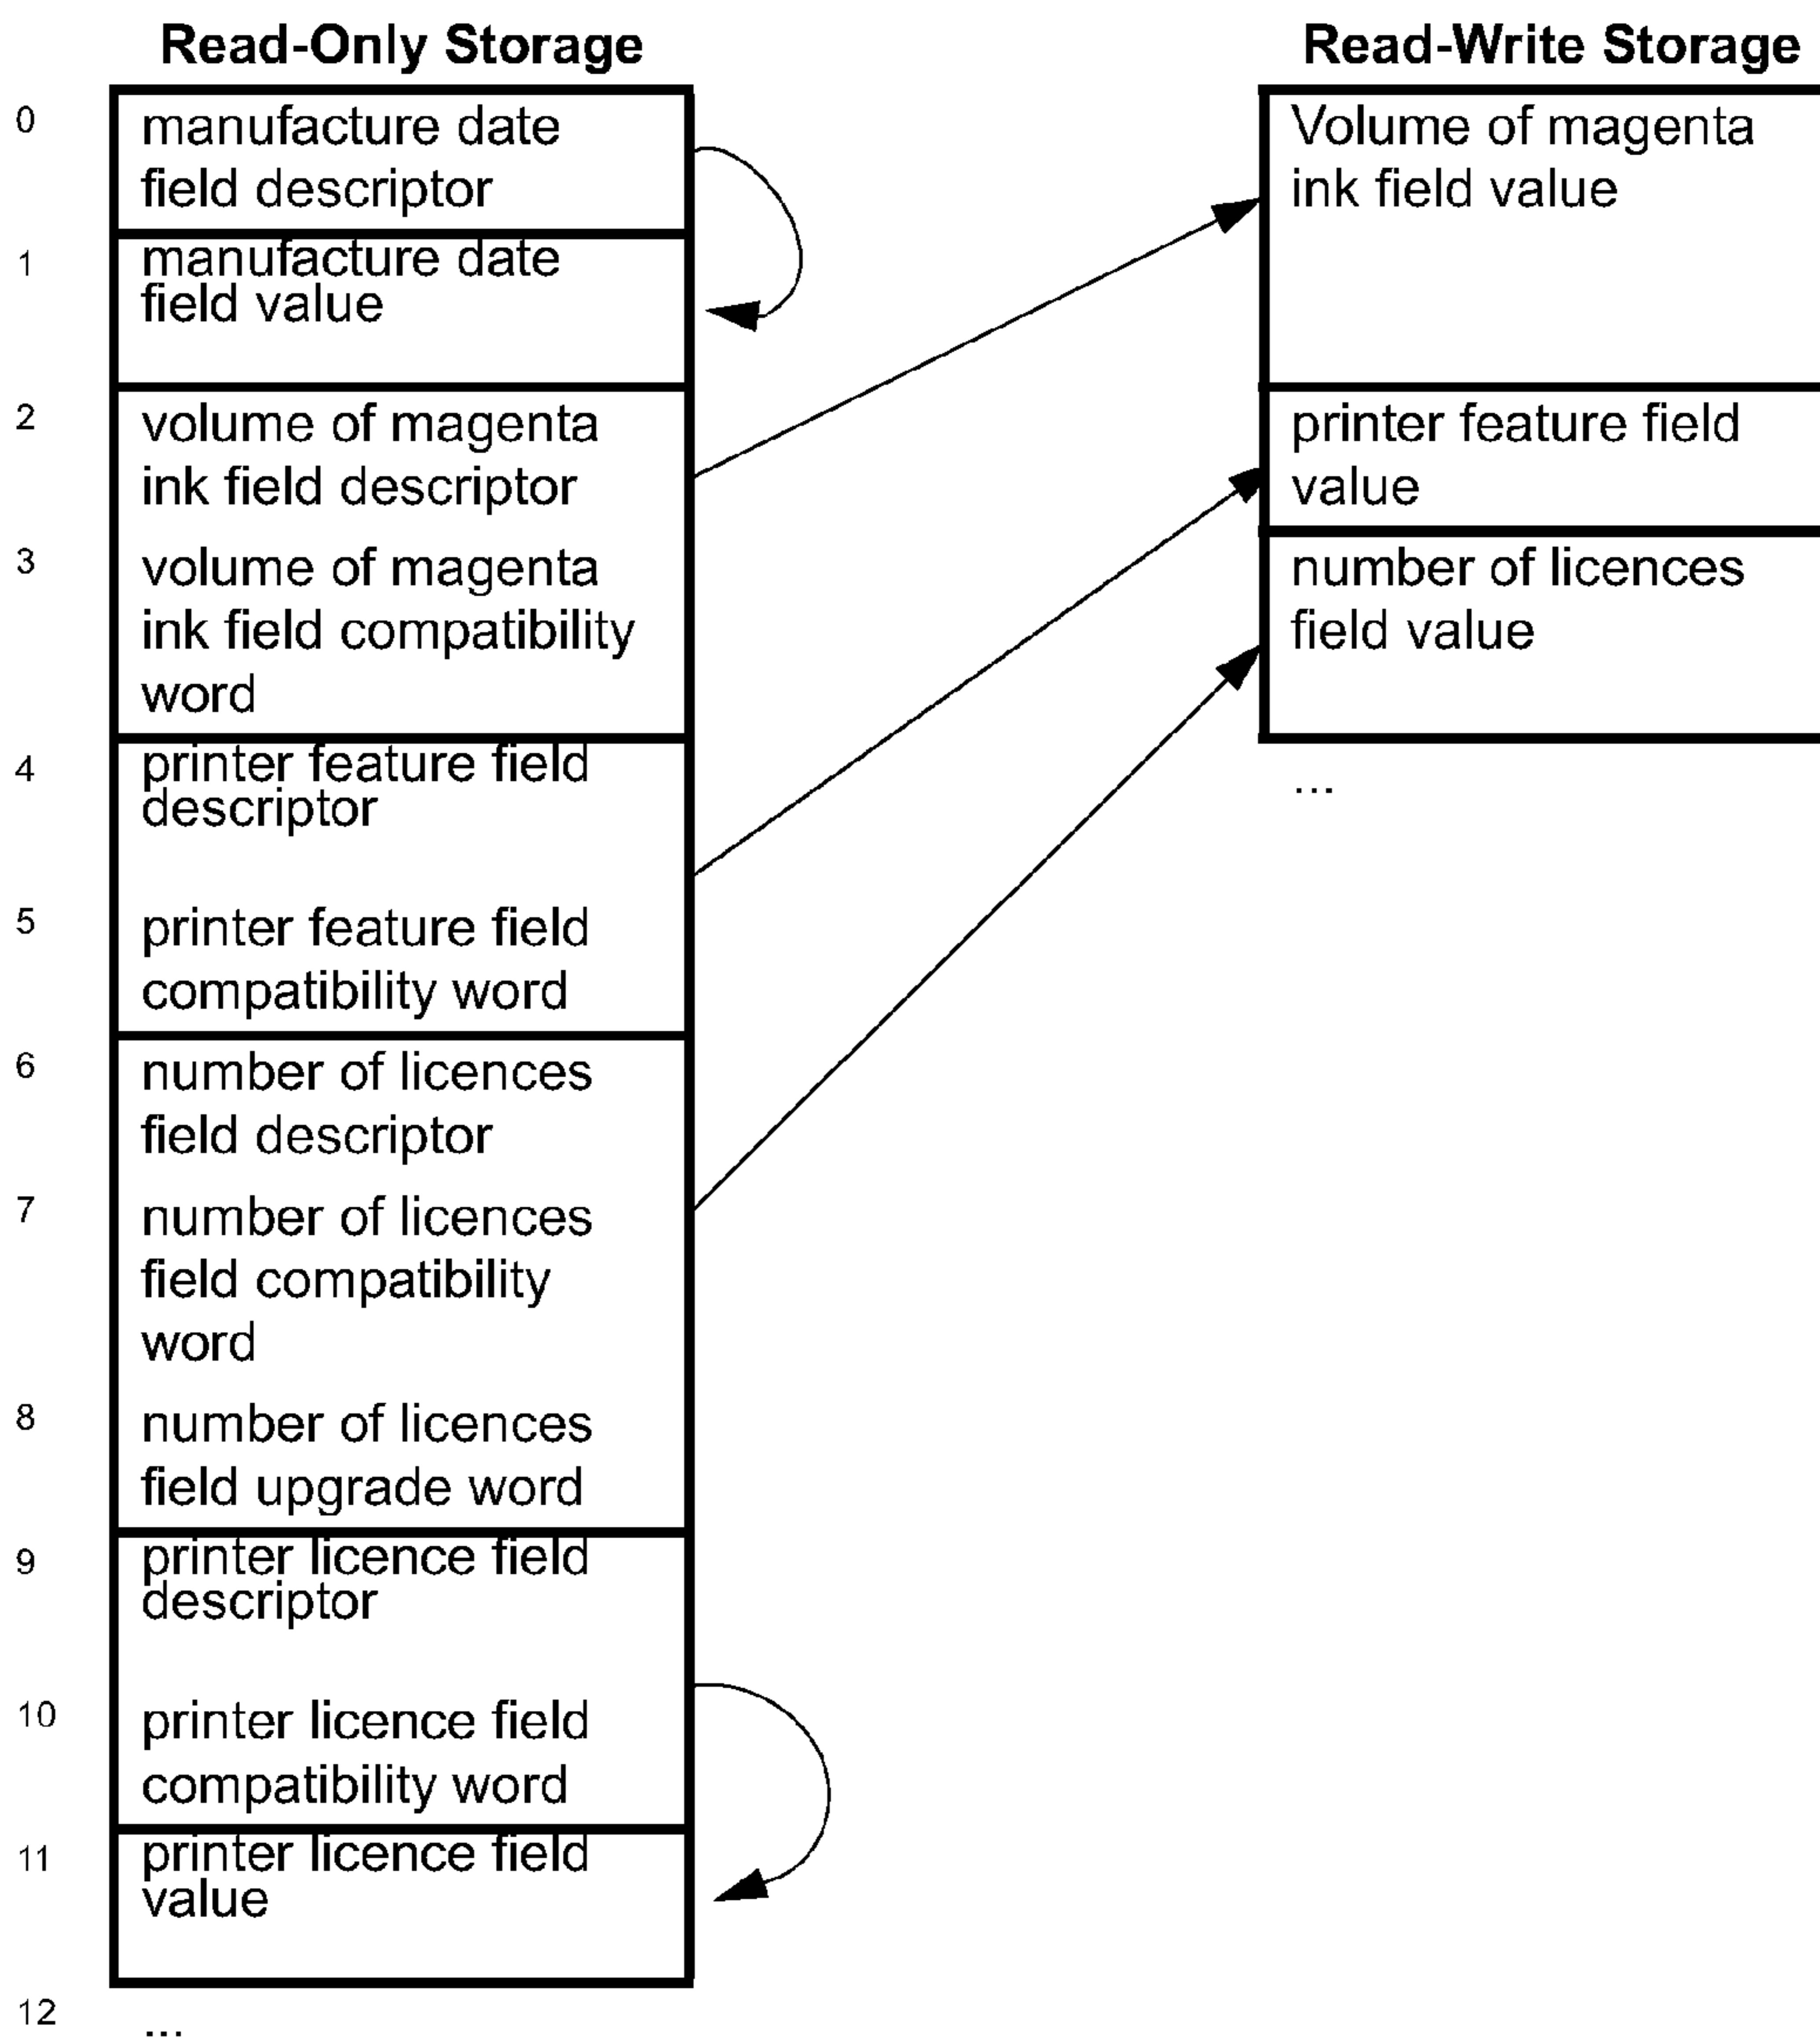 Read-Only Storage
0
manufacture date
field descriptor
1
manufacture date
field value
2
volume of magenta
ink field descriptor
3
volume of magenta
ink field compatibility
word
4
printer feature field
descriptor
5
printer feature field
compatibility word
6
number of licences
field descriptor
7
number of licences
field compatibility
word
8
number of licences
field upgrade word
9
printer licence field
descriptor
10
printer licence field
compatibility word
11
printer licence field
value
12
...
Read-Write Storage
Volume of magenta
ink field value
printer feature field
value
number of licences
field value
...